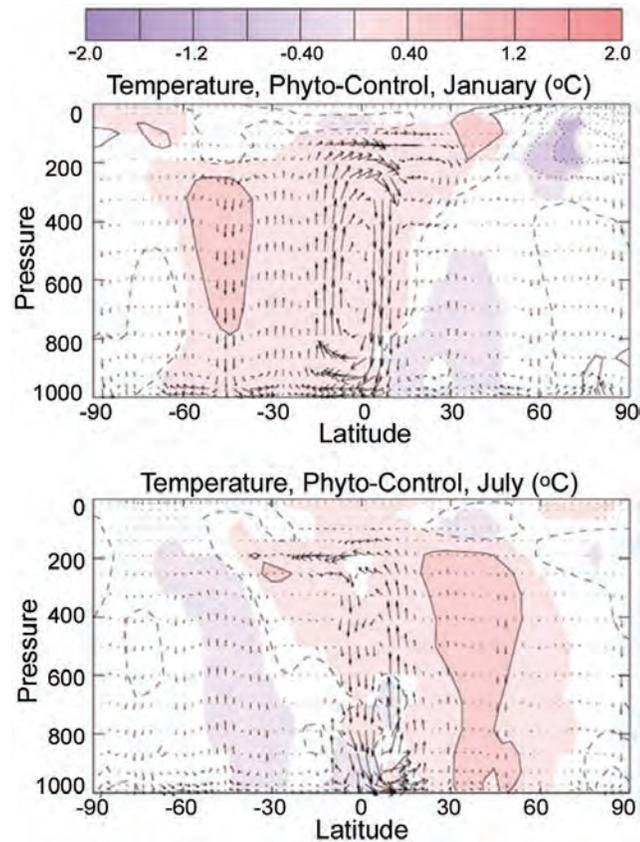 -2.0 -1.2 -0.40 0.40 1.2 2.0
Temperature, Phyto-Control, January (oC)
0
200
400
600
800
1000
Pressure
-90 -60 -30 0 30 60 90
Latitude
Temperature, Phyto-Control, July (oC)
0
200
400
600
800
1000
Pressure
-90 -60 -30 0 30 60 90
Latitude